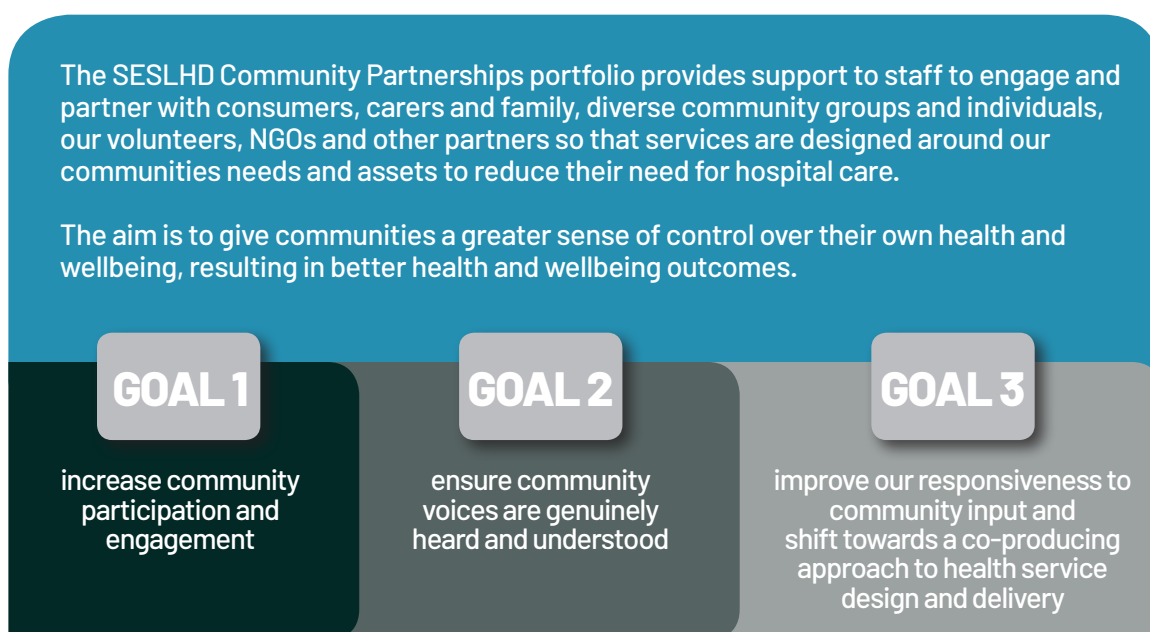 The SESLHD Community Partnerships portfolio provides support to staff to engage and
partner with consumers, carers and family, diverse community groups and individuals,
our volunteers, NGOs and other partners so that services are designed around our
communities needs and assets to reduce their need for hospital care.
The aim is to give communities a greater sense of control over their own health and
wellbeing, resulting in better health and wellbeing outcomes.
GOAL 1
increase community
participation and
engagement
GOAL 2
ensure community
voices are genuinely
heard and understood
GOAL 3
improve our responsiveness to
community input and
shift towards a co-producing
approach to health service
design and delivery